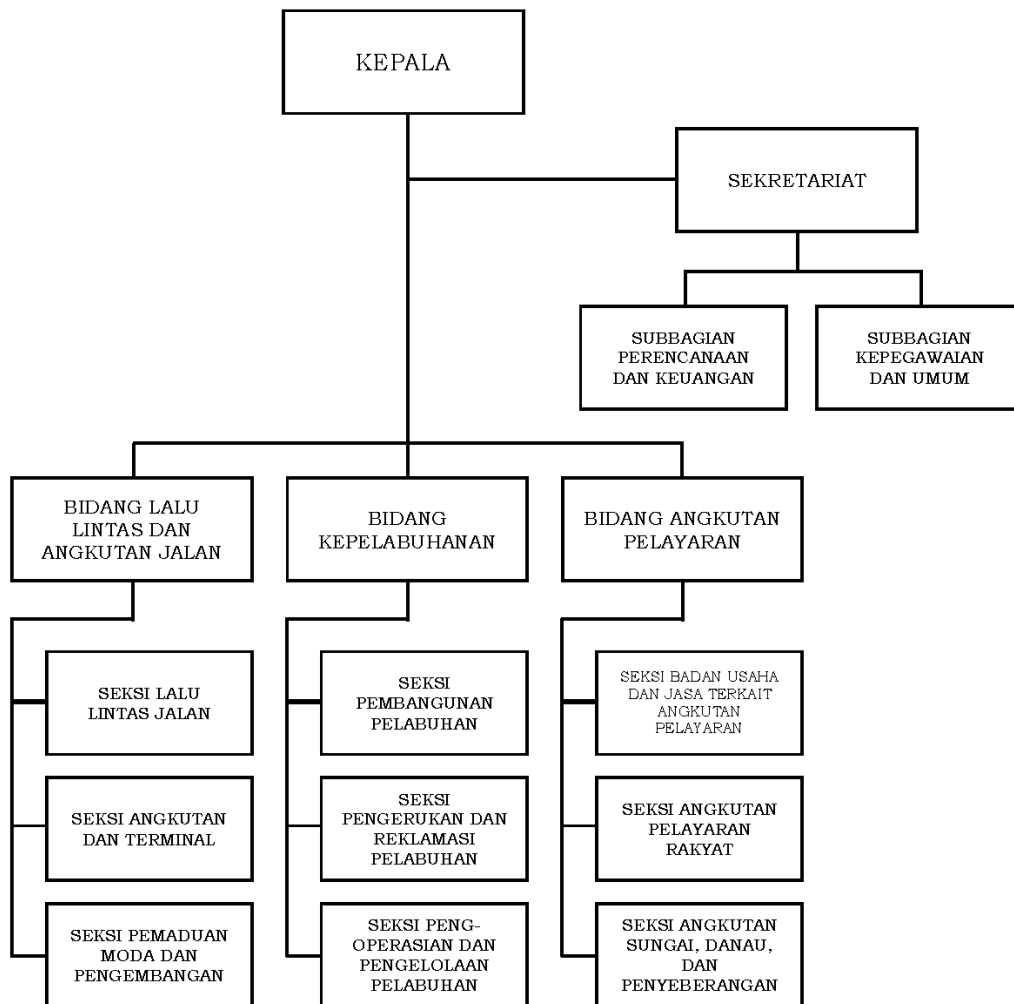 KEPALA
SEKRETARIAT
SUBBAGIAN
PERENCANAAN
DAN KEUANGAN
SUBBAGIAN
KEPEGAWAIAN
DAN UMUM
BIDANG LALU
LINTAS DAN
ANGKUTAN JALAN
BIDANG
KEPELABUHANAN
BIDANG ANGKUTAN
PELAYARAN
SEKSI LALU
LINTAS JALAN
SEKSI
PEMBANGUNAN
PELABUHAN
SEKSI BADAN USAHA
DAN JASA TERKAIT
ANGKUTAN
PELAYARAN
SEKSI ANGKUTAN
DAN TERMINAL
SEKSI
PENGERUKAN DAN
REKLAMASI
PELABUHAN
SEKSI ANGKUTAN
PELAYARAN
RAKYAT
SEKSI PEMADUAN
MODA DAN
PENGEMBANGAN
SEKSI PENG-
OPERASIAN DAN
PENGELOLAAN
PELABUHAN
SEKSI ANGKUTAN
SUNGAI, DANAU,
DAN
PENYEBERANGAN